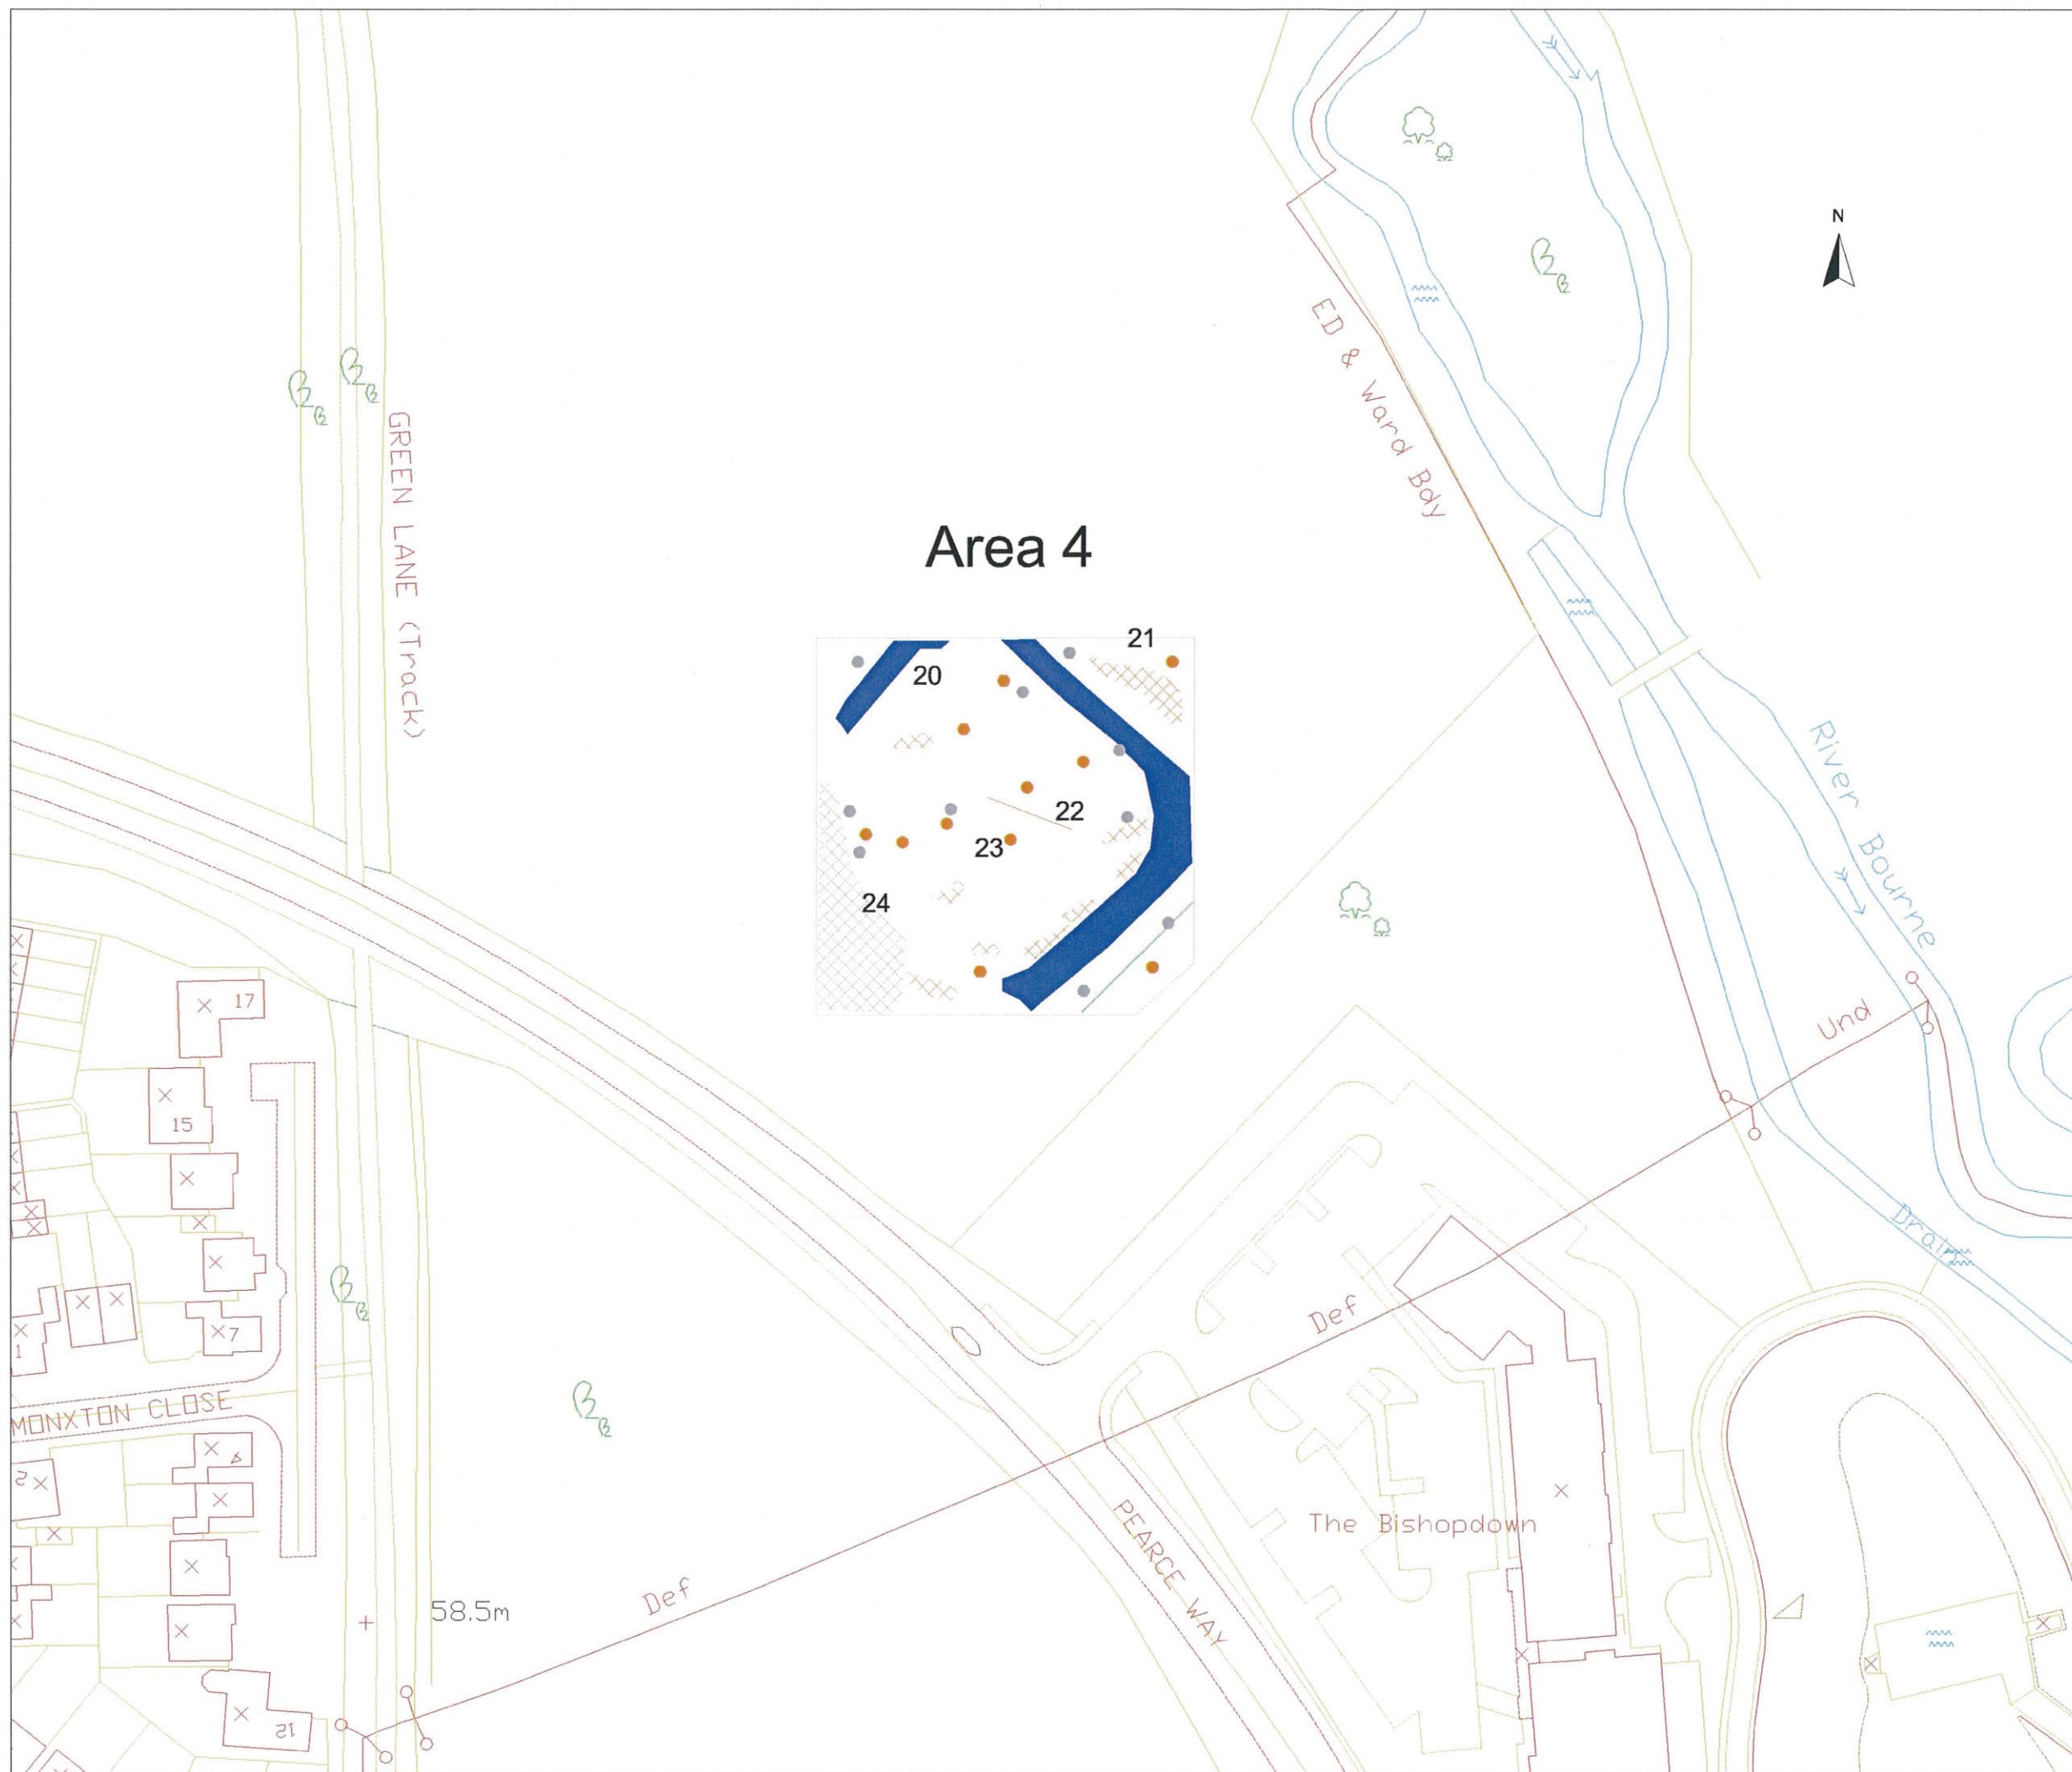 N
ED & Ward Bdy
GREEN LANE (Track)
Area 4
21
20
22
23
24
River Bourne
17
15
Und
Drain
7
1
Def
MONXTON CLOSE
4
2
The Bishopdown
PEARCE WAY
Def
58.5m
12